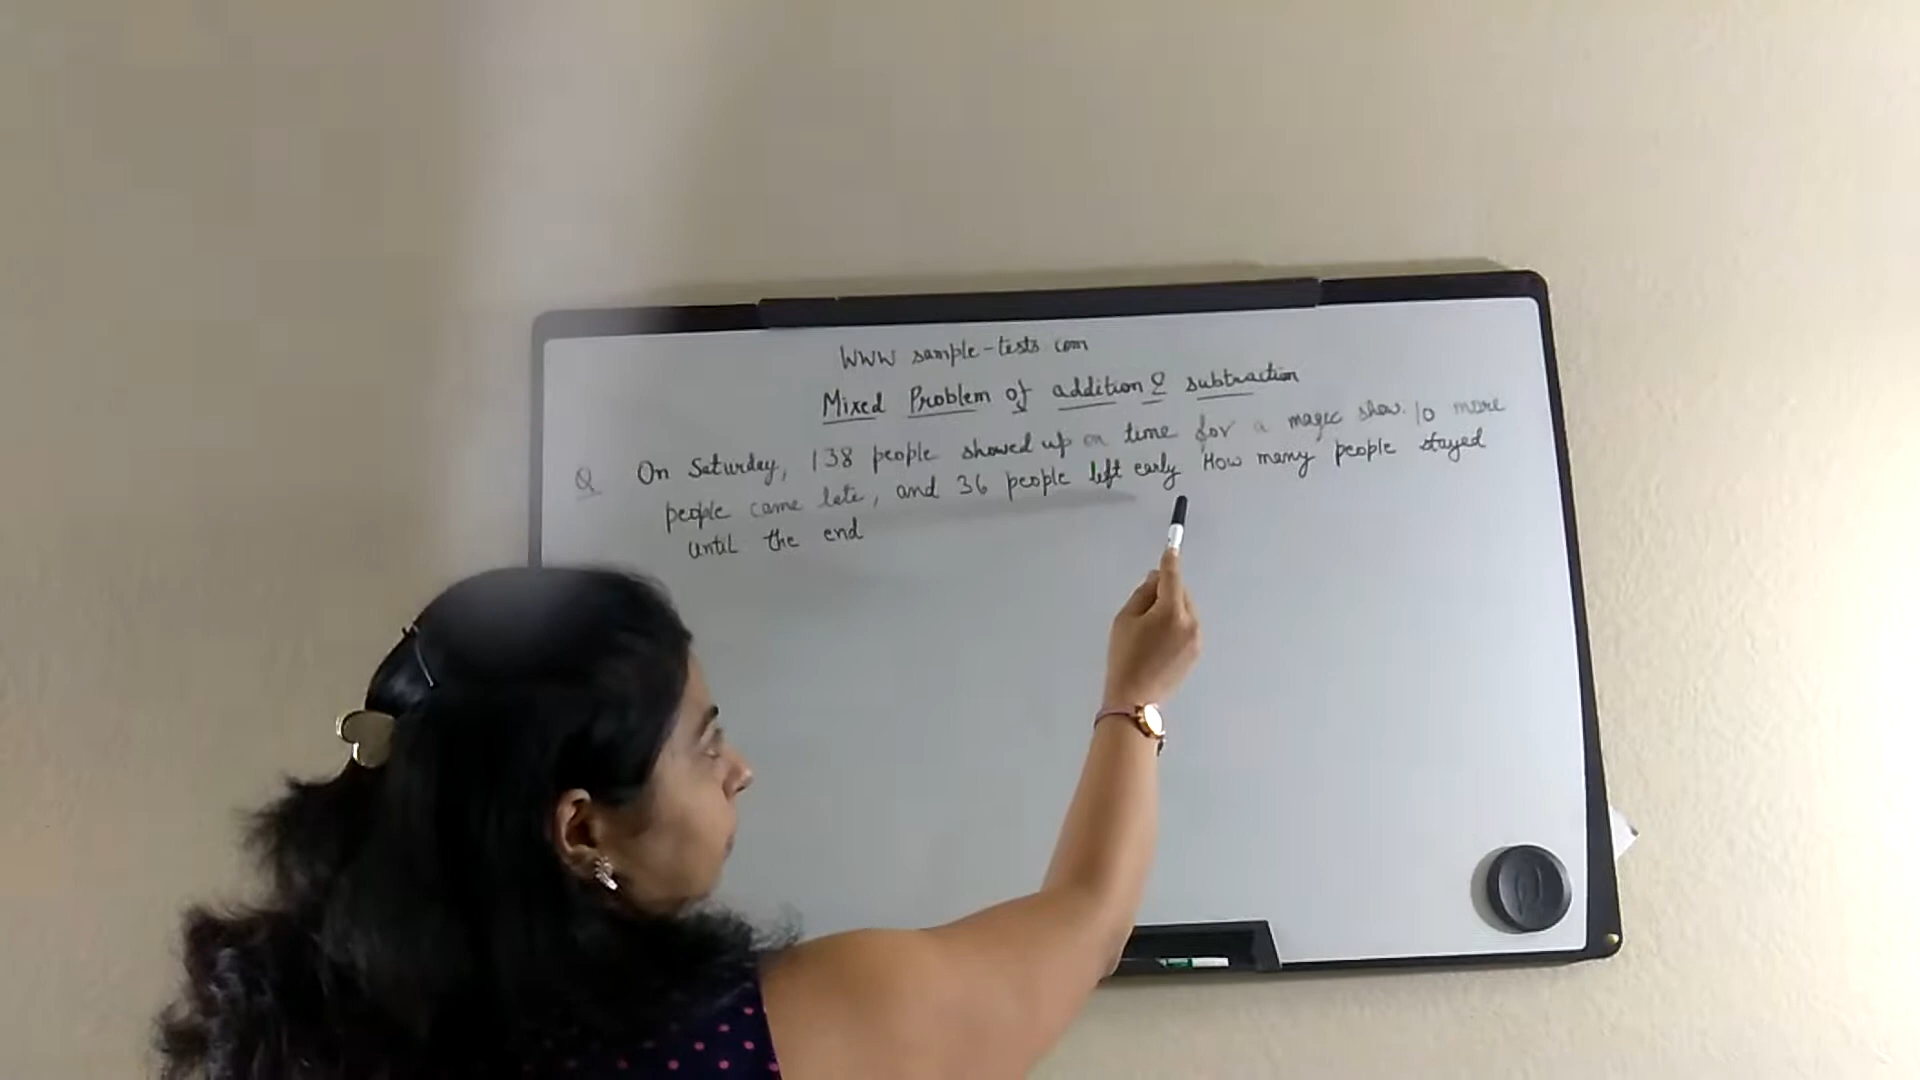 WWW sample-tests com
Mixed Problem of addition & subtraction
Q On Saturday, 138 people showed up on time for a magic show. 10 more
people came late, and 36 people left early How many people stayed
until the end